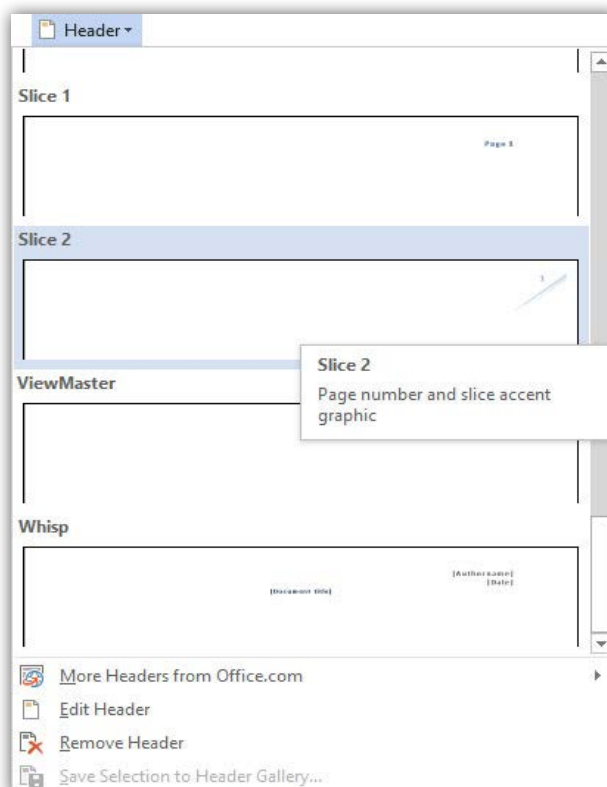 Header
Slice 1
Page 1
Slice 2
1
Slice 2
Page number and slice accent
graphic
ViewMaster
Whisp
[Author name]
[Date]
[Document title]
More Headers from Office.com
Edit Header
Remove Header
Save Selection to Header Gallery...